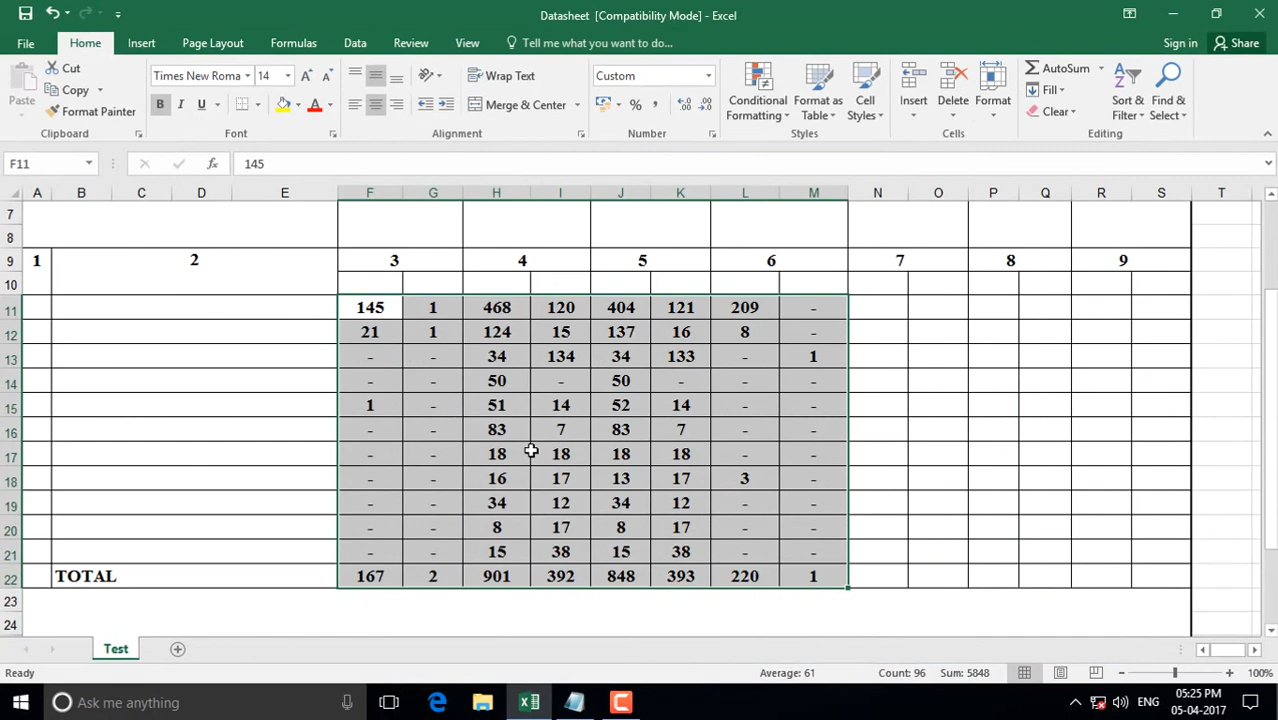 Datasheet [Compatibility Mode] - Excel
File Home Insert Page Layout Formulas Data Review View Tell me what you want to do... Sign in Share
Paste Cut Copy Format Painter Clipboard
Times New Roma 14 A A B I U A Font
Wrap Text Merge & Center Alignment
Custom % , Number
Conditional Formatting Format as Table Cell Styles Styles
Insert Delete Format Cells
AutoSum Fill Clear Sort & Filter Find & Select Editing
F11 fx 145
A B C D E F G H I J K L M N O P Q R S T
7
8
9 1 2 3 4 5 6 7 8 9
10
11 145 1 468 120 404 121 209 -
12 21 1 124 15 137 16 8 -
13 - - 34 134 34 133 - 1
14 - - 50 - 50 - - -
15 1 - 51 14 52 14 - -
16 - - 83 7 83 7 - -
17 - - 18 18 18 18 - -
18 - - 16 17 13 17 3 -
19 - - 34 12 34 12 - -
20 - - 8 17 8 17 - -
21 - - 15 38 15 38 - -
22 TOTAL 167 2 901 392 848 393 220 1
23
24
Test
Ready Average: 61 Count: 96 Sum: 5848 100%
Ask me anything ENG 05:25 PM
05-04-2017